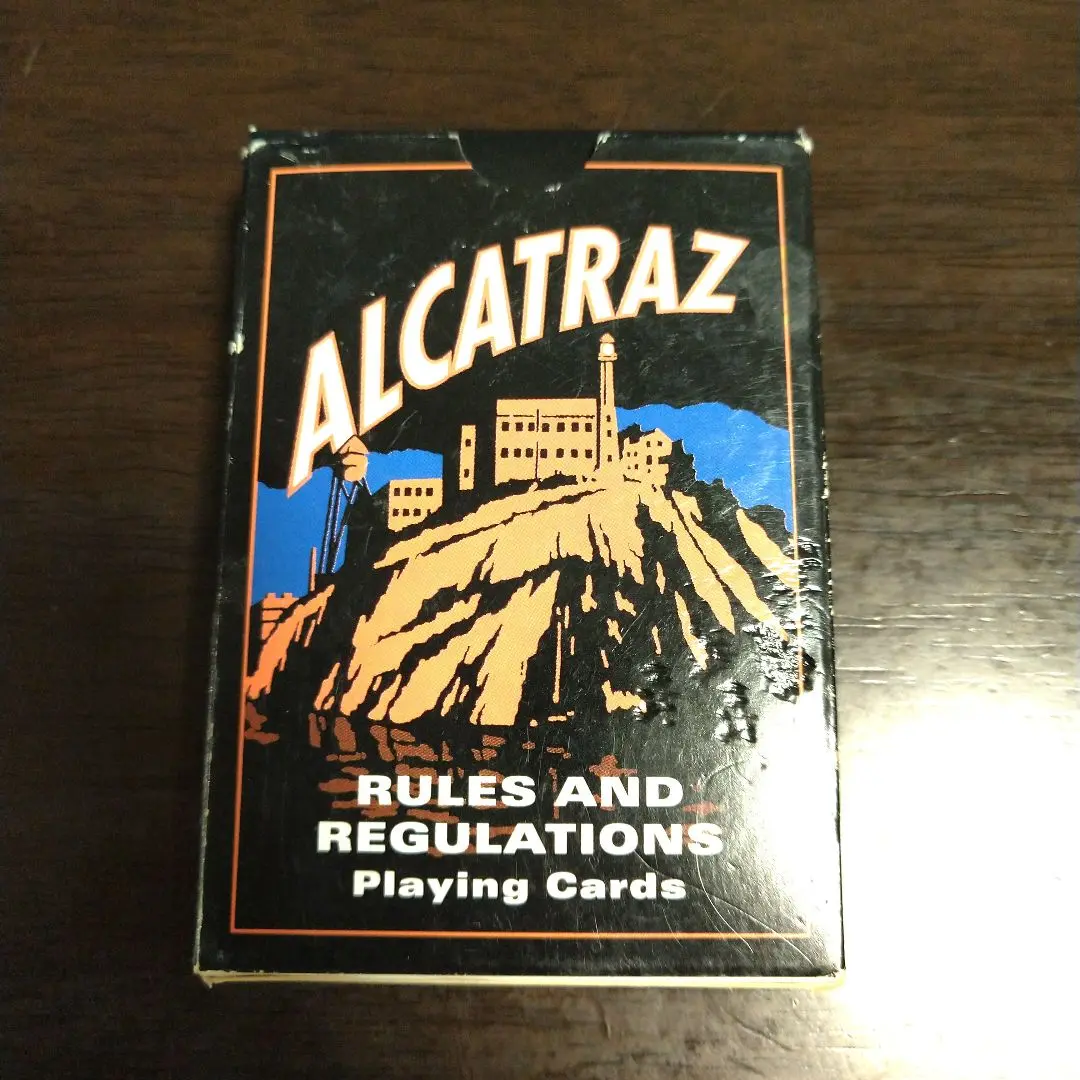 ALCATRAZ
RULES AND
REGULATIONS
Playing Cards